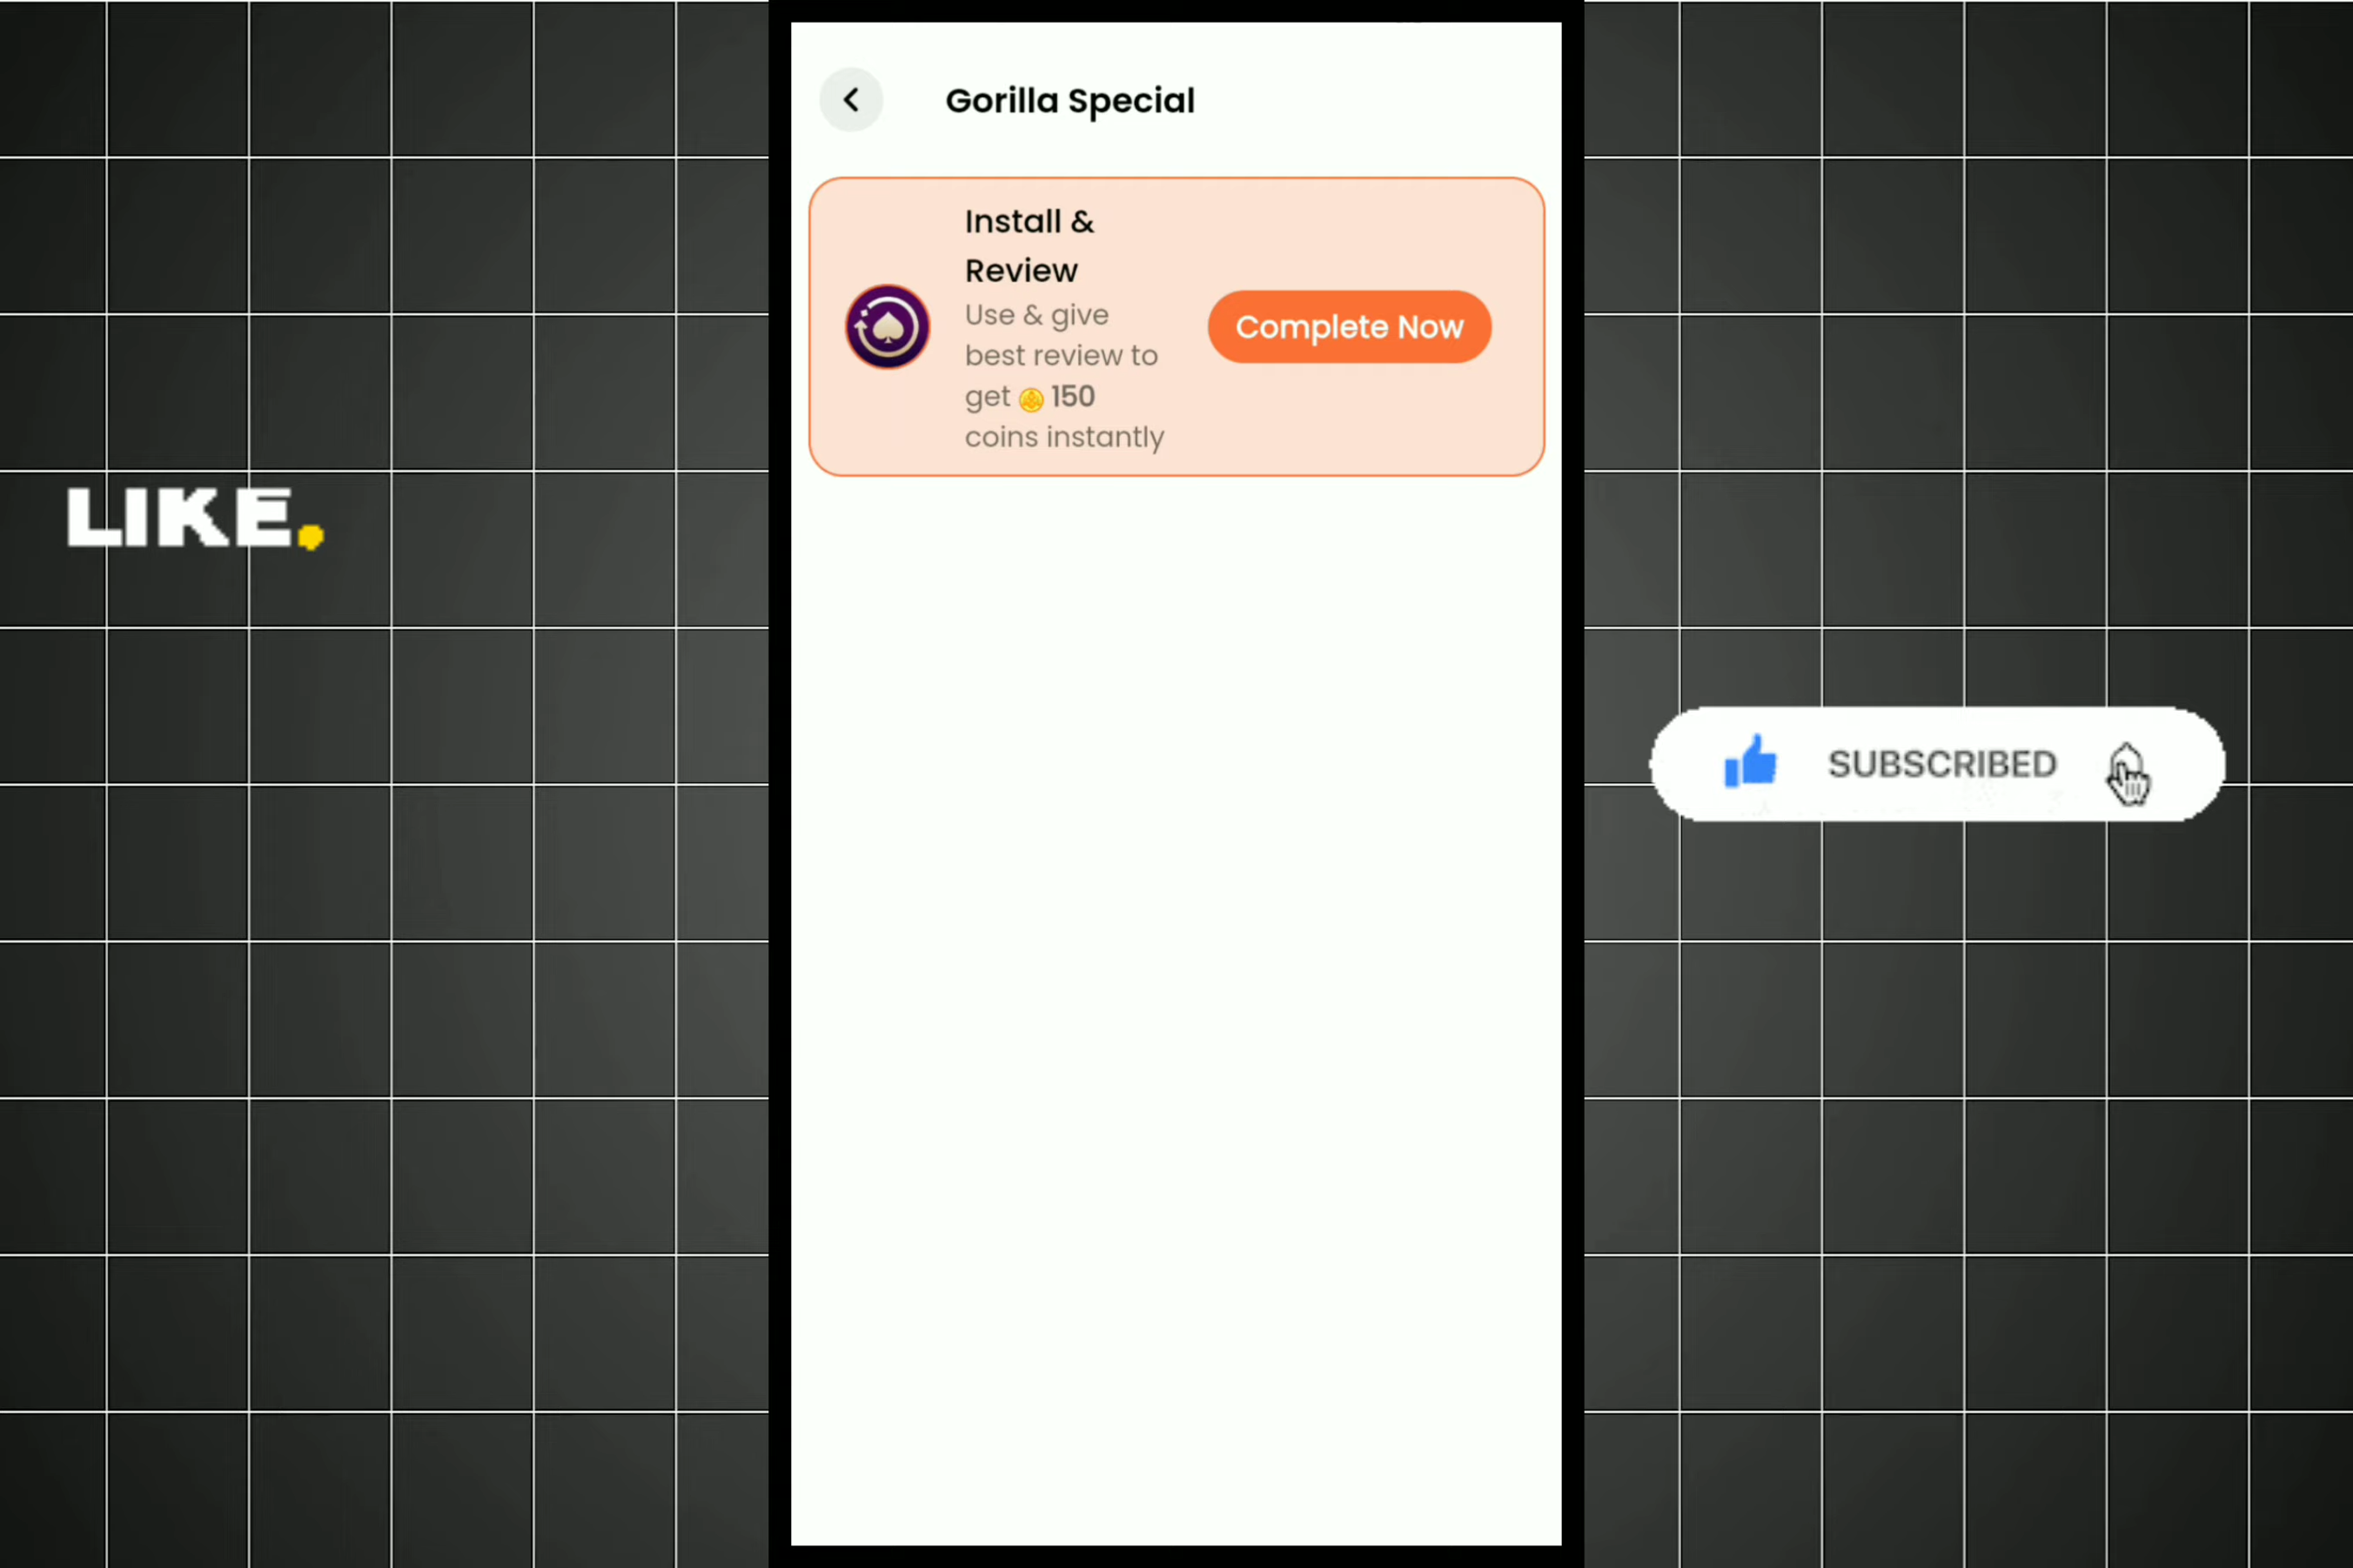 Gorilla Special
Install &
Review
Use & give
best review to
get 150
coins instantly
Complete Now
LIKE.
SUBSCRIBED